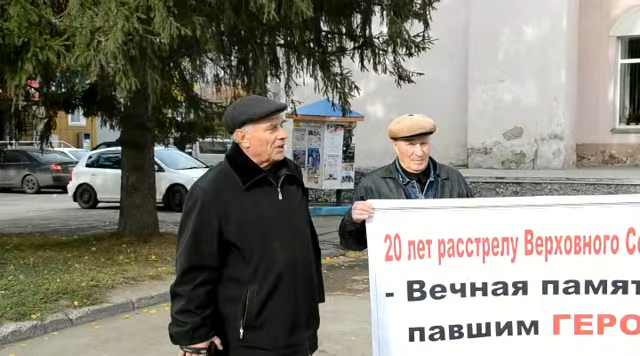 20 лет расстрелу Верховного Со
- Вечная памят
павшим ГЕРО